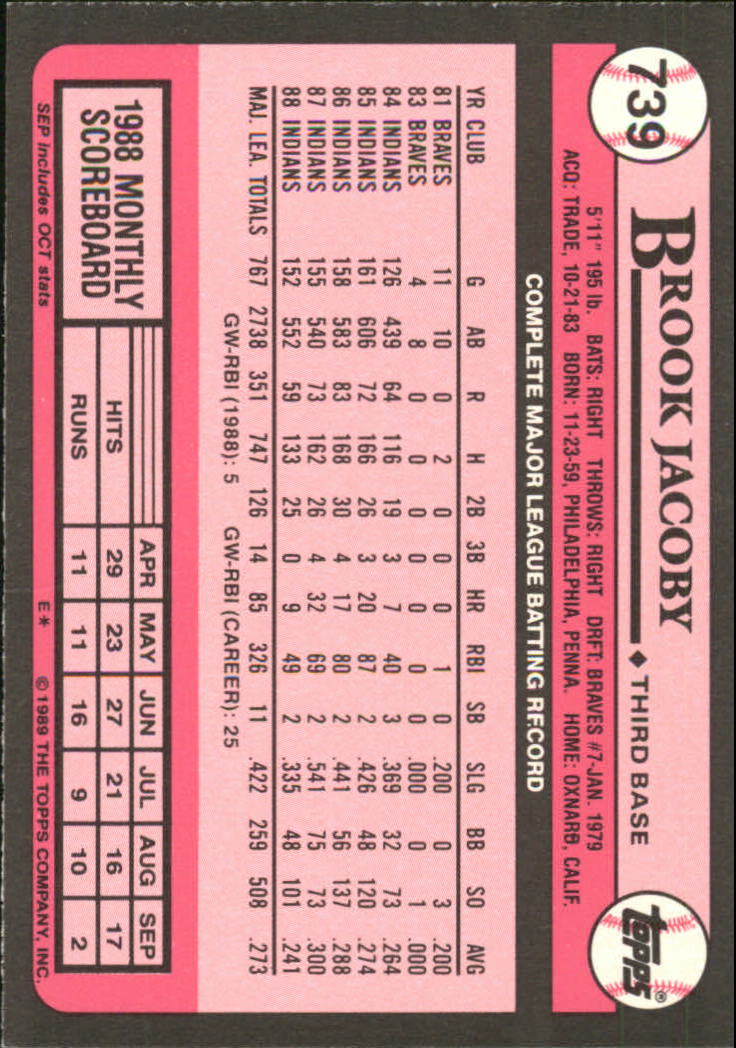 739
BROOK JACOBY ♦ THIRD BASE
Topps®
5'11" 195 lb. BATS: RIGHT THROWS: RIGHT DRFT: BRAVES #7-JAN. 1979
ACQ: TRADE, 10-21-83 BORN: 11-23-59, PHILADELPHIA, PENNA. HOME: OXNARD, CALIF.
COMPLETE MAJOR LEAGUE BATTING RECORD
YR CLUB G AB R H 2B 3B HR RBI SB SLG BB SO AVG
81 BRAVES 11 10 0 2 0 0 0 1 0 .200 0 3 .200
83 BRAVES 4 8 0 0 0 0 0 0 0 .000 0 1 .000
84 INDIANS 126 439 64 116 19 3 7 40 3 .369 32 73 .264
85 INDIANS 161 606 72 166 26 3 20 87 2 .426 48 120 .274
86 INDIANS 158 583 83 168 30 4 17 80 2 .441 56 137 .288
87 INDIANS 155 540 73 162 26 4 32 69 2 .541 75 73 .300
88 INDIANS 152 552 59 133 25 0 9 49 2 .335 48 101 .241
MAJ. LEA. TOTALS 767 2738 351 747 126 14 85 326 11 .422 259 508 .273
GW-RBI (1988): 5 GW-RBI (CAREER): 25
1988 MONTHLY
SCOREBOARD
APR MAY JUN JUL AUG SEP
HITS 29 23 27 21 16 17
RUNS 11 11 16 9 10 2
SEP includes OCT stats E* © 1989 THE TOPPS COMPANY, INC.